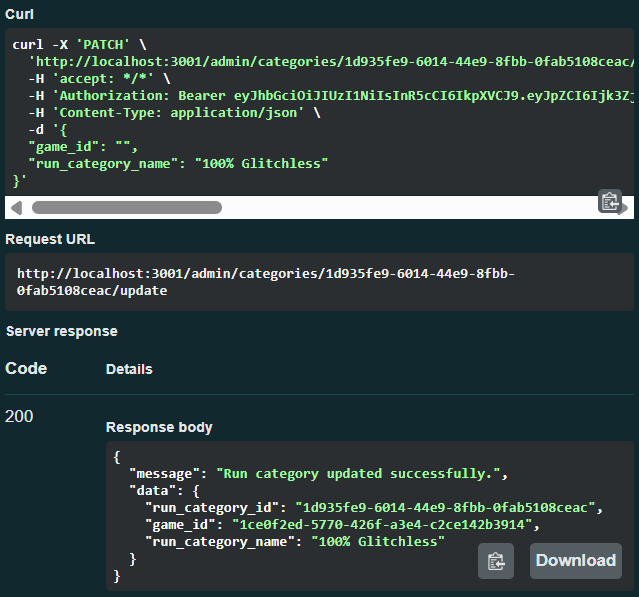 Curl
curl -X 'PATCH' \
'http://localhost:3001/admin/categories/1d935fe9-6014-44e9-8fbb-0fab5108ceac/
-H 'accept: */*' \
-H 'Authorization: Bearer eyJhbGciOiJIUzI1NiIsInR5cCI6IkpXVCJ9.eyJpZCI6Ijk3Zj
-H 'Content-Type: application/json' \
-d '{
"game_id": "",
"run_category_name": "100% Glitchless"
}'
Request URL
http://localhost:3001/admin/categories/1d935fe9-6014-44e9-8fbb-
0fab5108ceac/update
Server response
Code Details
200
Response body
{
"message": "Run category updated successfully.",
"data": {
"run_category_id": "1d935fe9-6014-44e9-8fbb-0fab5108ceac",
"game_id": "1ce0f2ed-5770-426f-a3e4-c2ce142b3914",
"run_category_name": "100% Glitchless"
}
}
Download